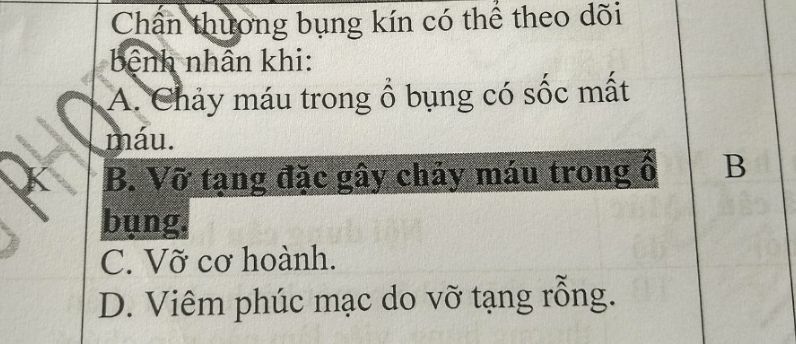 Chấn thương bụng kín có thể theo dõi
bệnh nhân khi:
A. Chảy máu trong ổ bụng có sốc mất
máu.
K B. Vỡ tạng đặc gây chảy máu trong ổ B
bụng.
C. Vỡ cơ hoành.
D. Viêm phúc mạc do vỡ tạng rỗng.
PHOTO